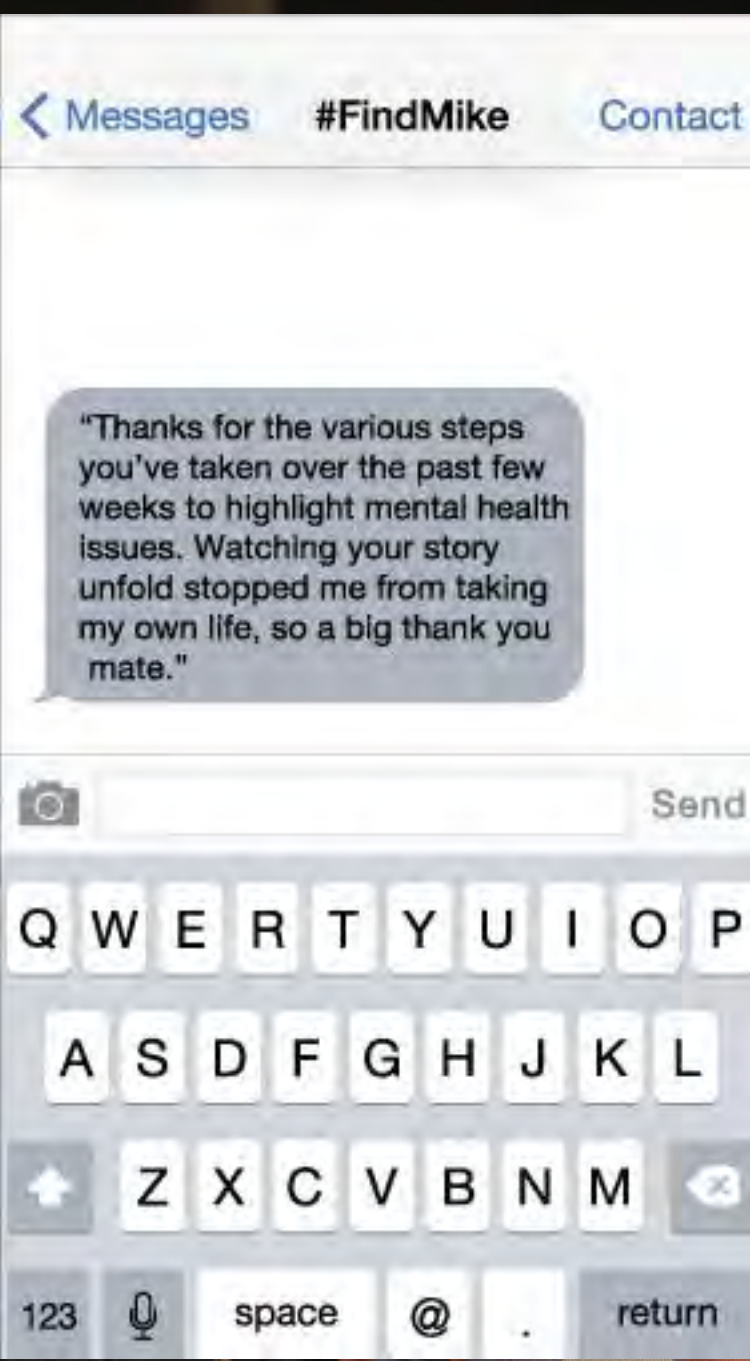 Messages #FindMike Contact
“Thanks for the various steps
you’ve taken over the past few
weeks to highlight mental health
issues. Watching your story
unfold stopped me from taking
my own life, so a big thank you
mate."
Send
Q W E R T Y U I O P
A S D F G H J K L
Z X C V B N M
123 space @ . return